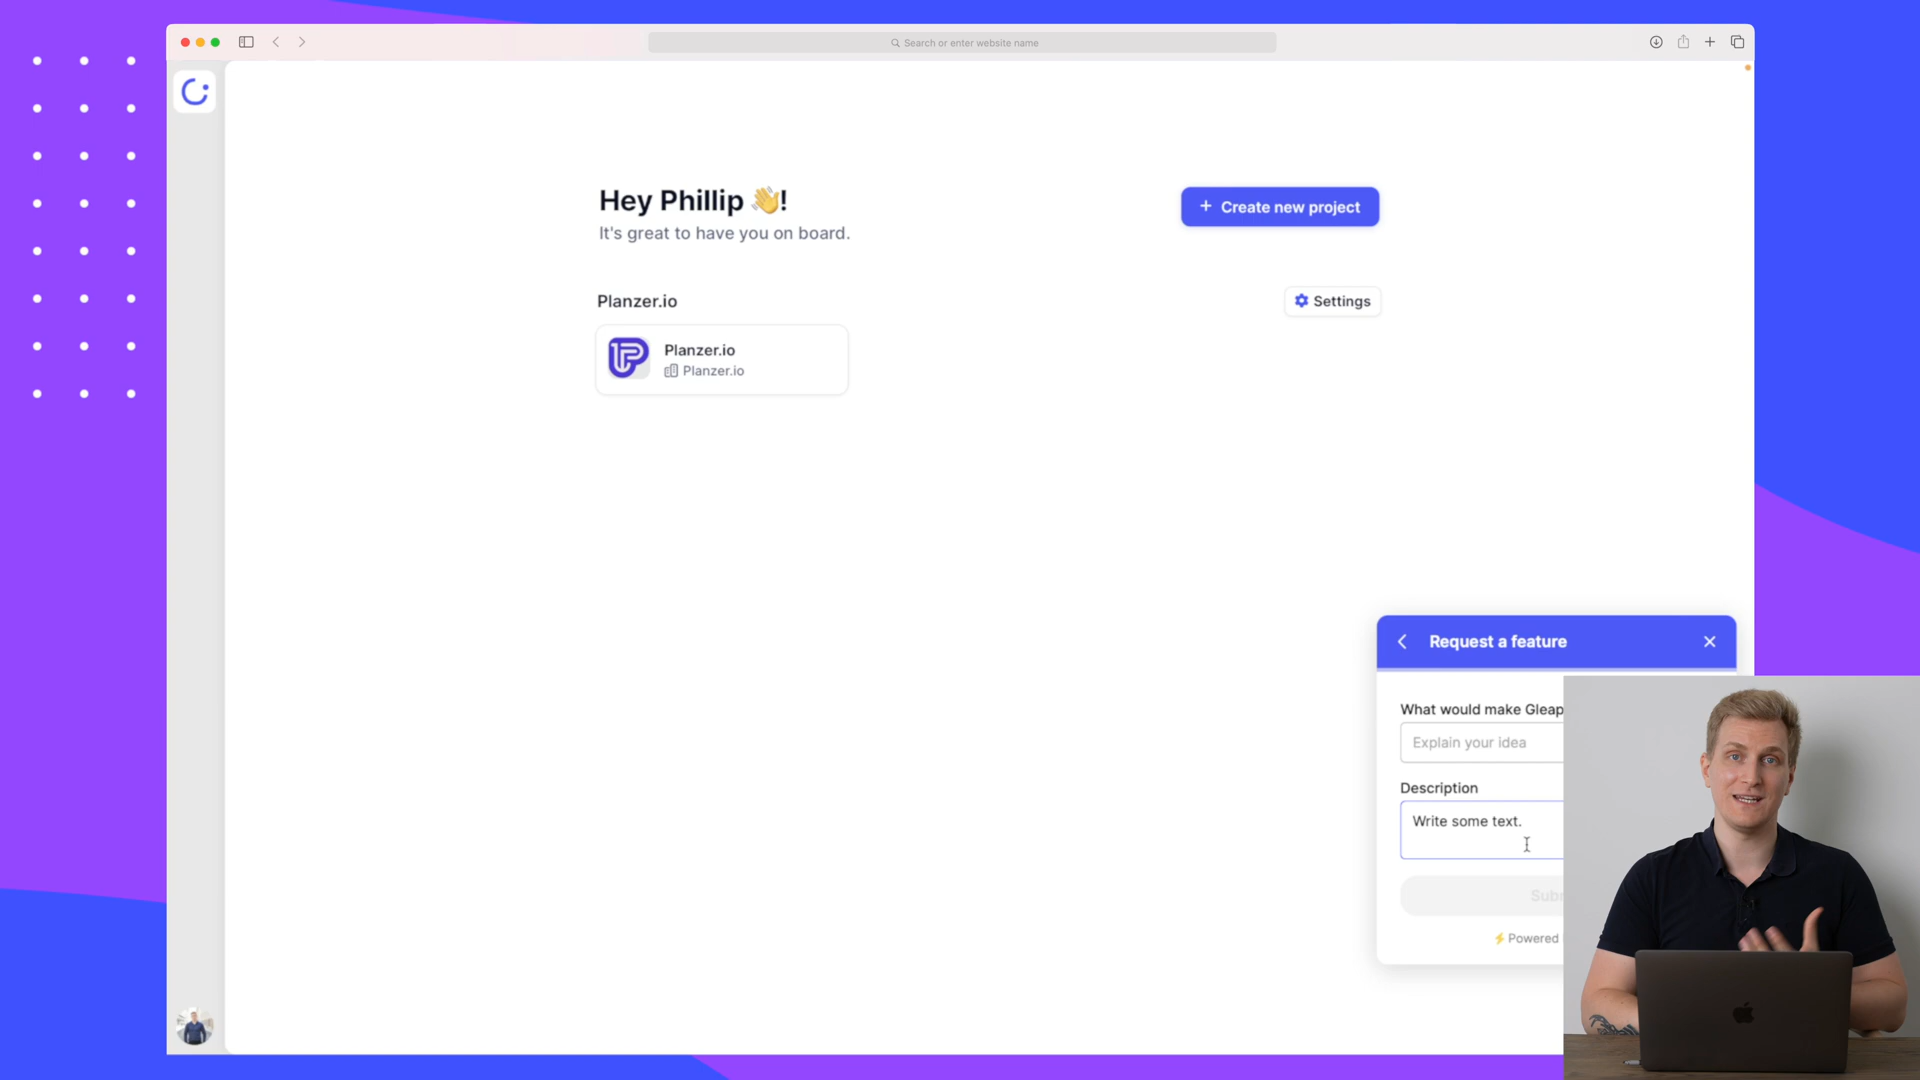 Search or enter website name
Hey Phillip 👋!
It's great to have you on board.
+ Create new project
Planzer.io
Settings
Planzer.io
Planzer.io
Request a feature
What would make Gleap
Explain your idea
Description
Write some text.
Sub
⚡ Powered